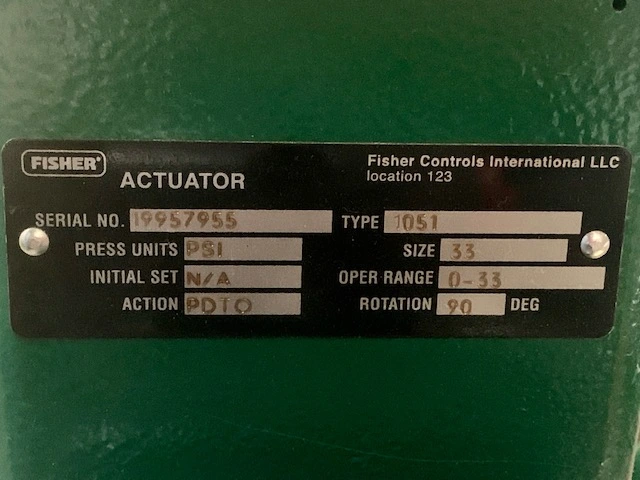 FISHER®
ACTUATOR
Fisher Controls International LLC
location 123
SERIAL NO. 19957955 TYPE 1051
PRESS UNITS PSI SIZE 33
INITIAL SET N/A OPER RANGE 0-33
ACTION PDTO ROTATION 90 DEG